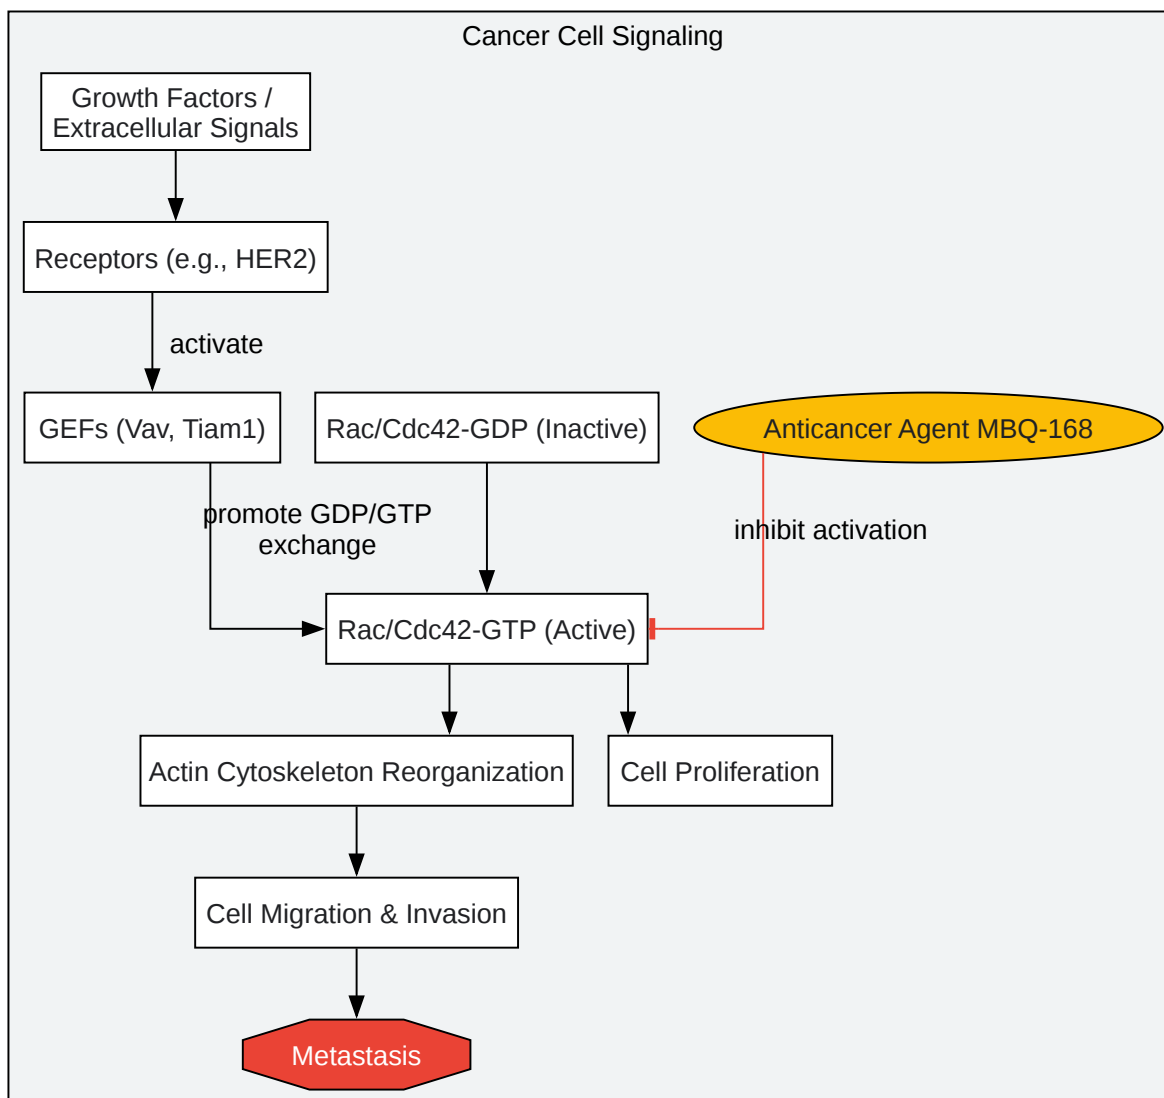 Cancer Cell Signaling
Growth Factors /
Extracellular Signals
Receptors (e.g., HER2)
activate
GEFs (Vav, Tiam1)
Rac/Cdc42-GDP (Inactive)
Anticancer Agent MBQ-168
promote GDP/GTP
exchange
inhibit activation
Rac/Cdc42-GTP (Active)
Actin Cytoskeleton Reorganization
Cell Proliferation
Cell Migration & Invasion
Metastasis